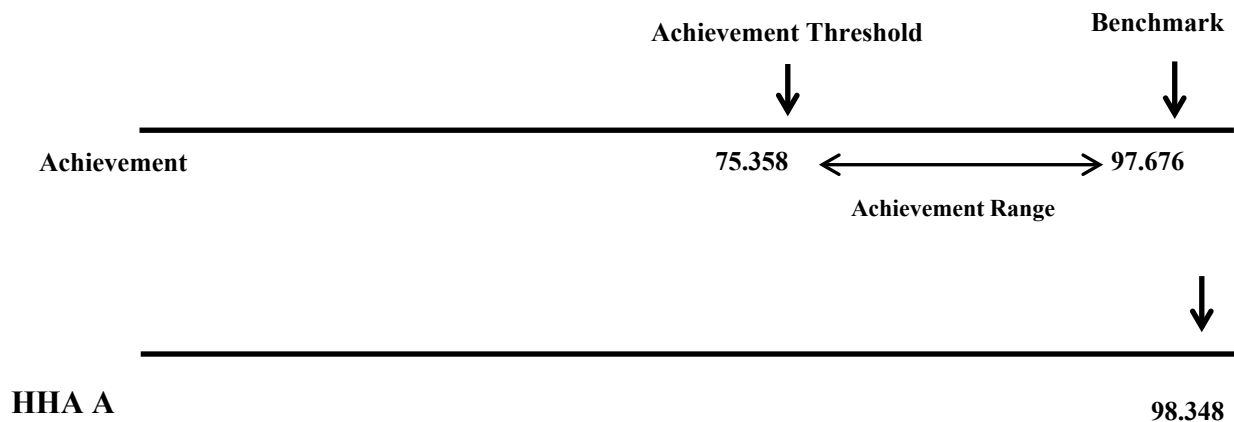 Achievement Threshold
Benchmark
Achievement
75.358
97.676
Achievement Range
HHA A
98.348